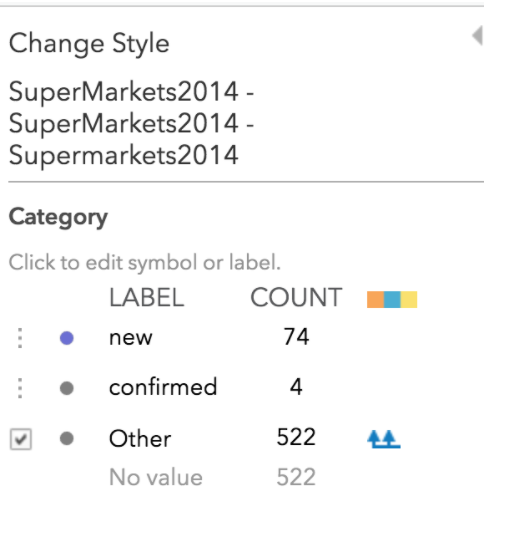 Change Style
SuperMarkets2014 -
SuperMarkets2014 -
Supermarkets2014
Category
Click to edit symbol or label.
LABEL COUNT
new 74
confirmed 4
Other 522
No value 522